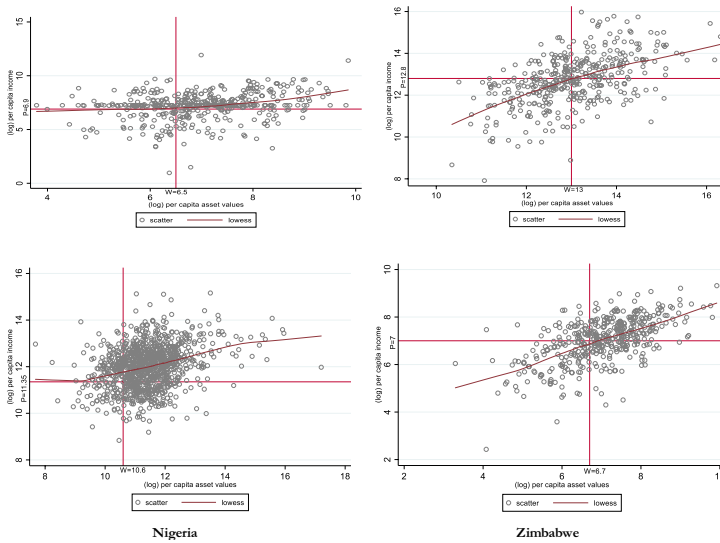 15
10
5
0
(log) per capita income
P=6.9
4
6
8
10
W=6.5
(log) per capita asset values
scatter
lowess
16
14
12
10
8
(log) per capita income
P=12.8
10
12
14
16
W=13
(log) per capita asset values
scatter
lowess
16
14
12
10
8
(log) per capita income
P=11.35
8
10
12
14
16
18
W=10.6
(log) per capita asset values
scatter
lowess
Nigeria
10
8
6
4
2
(log) per capita income
P=7
2
4
6
8
W=6.7
(log) per capita asset values
scatter
lowess
Zimbabwe